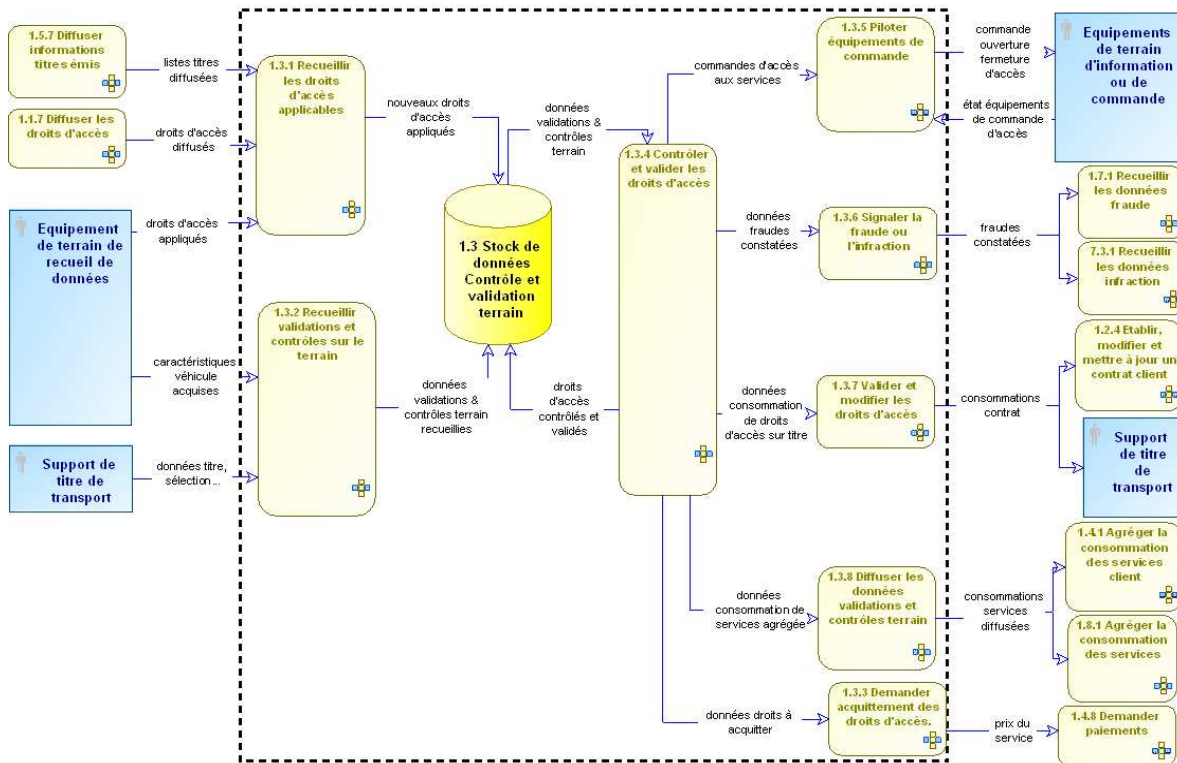 1.5.7 Diffuser
informations
titres émis
listes titres
diffusées
1.1.7 Diffuser les
droits d'accès
droits d'accès
diffusés
1.3.1 Recueillir
les droits
d'accès
applicables
nouveaux droits
d'accès
appliqués
Equipement
de terrain de
recueil de
données
droits d'accès
appliqués
caractéristiques
véhicule
acquises
Support de
titre de
transport
données titre,
sélection...
1.3.2 Recueillir
validations et
contrôles sur le
terrain
données
validations &
contrôles terrain
recueillies
1.3 Stock de
données
Contrôle et
validation
terrain
données
validations &
contrôles
terrain
droits
d'accès
contrôlés et
validés
1.3.4 Contrôler
et valider les
droits d'accès
commandes d'accès
aux services
1.3.5 Piloter
équipements de
commande
commande
ouverture
fermeture
d'accès
état équipements
de commande
d'accès
Equipements
de terrain
d'information
ou de
commande
données
fraudes
constatées
1.3.6 Signaler la
fraude ou
l'infraction
fraudes
constatées
1.7.1 Recueillir
les données
fraude
7.3.1 Recueillir
les données
infraction
données
consommation
de droits
d'accès sur titre
1.3.7 Valider et
modifier les
droits d'accès
consommations
contrat
1.2.4 Etablir,
modifier et
mettre à jour un
contrat client
Support
de titre
de
transport
données
consommation de
services agrégée
1.3.8 Diffuser les
données
validations et
contrôles terrain
consommations
services
diffusées
1.4.1 Agréger la
consommation
des services
client
1.8.1 Agréger la
consommation
des services
données droits à
acquitter
1.3.3 Demander
acquittement des
droits d'accès.
prix du
service
1.4.8 Demander
paiements